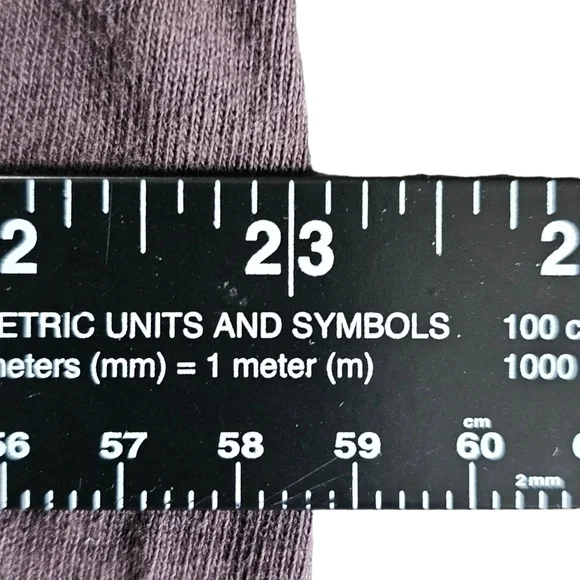 2 23 2
ETRIC UNITS AND SYMBOLS 100 c
eters (mm) = 1 meter (m) 1000
cm
56 57 58 59 60
2mm